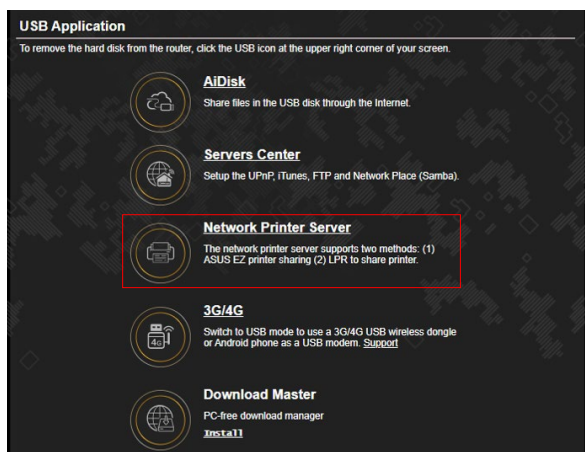 USB Application
To remove the hard disk from the router, click the USB icon at the upper right corner of your screen.
AiDisk
Share files in the USB disk through the Internet.
Servers Center
Setup the UPnP, iTunes, FTP and Network Place (Samba).
Network Printer Server
The network printer server supports two methods: (1)
ASUS EZ printer sharing (2) LPR to share printer.
3G/4G
4G
Switch to USB mode to use a 3G/4G USB wireless dongle
or Android phone as a USB modem. Support
Download Master
PC-free download manager
Install